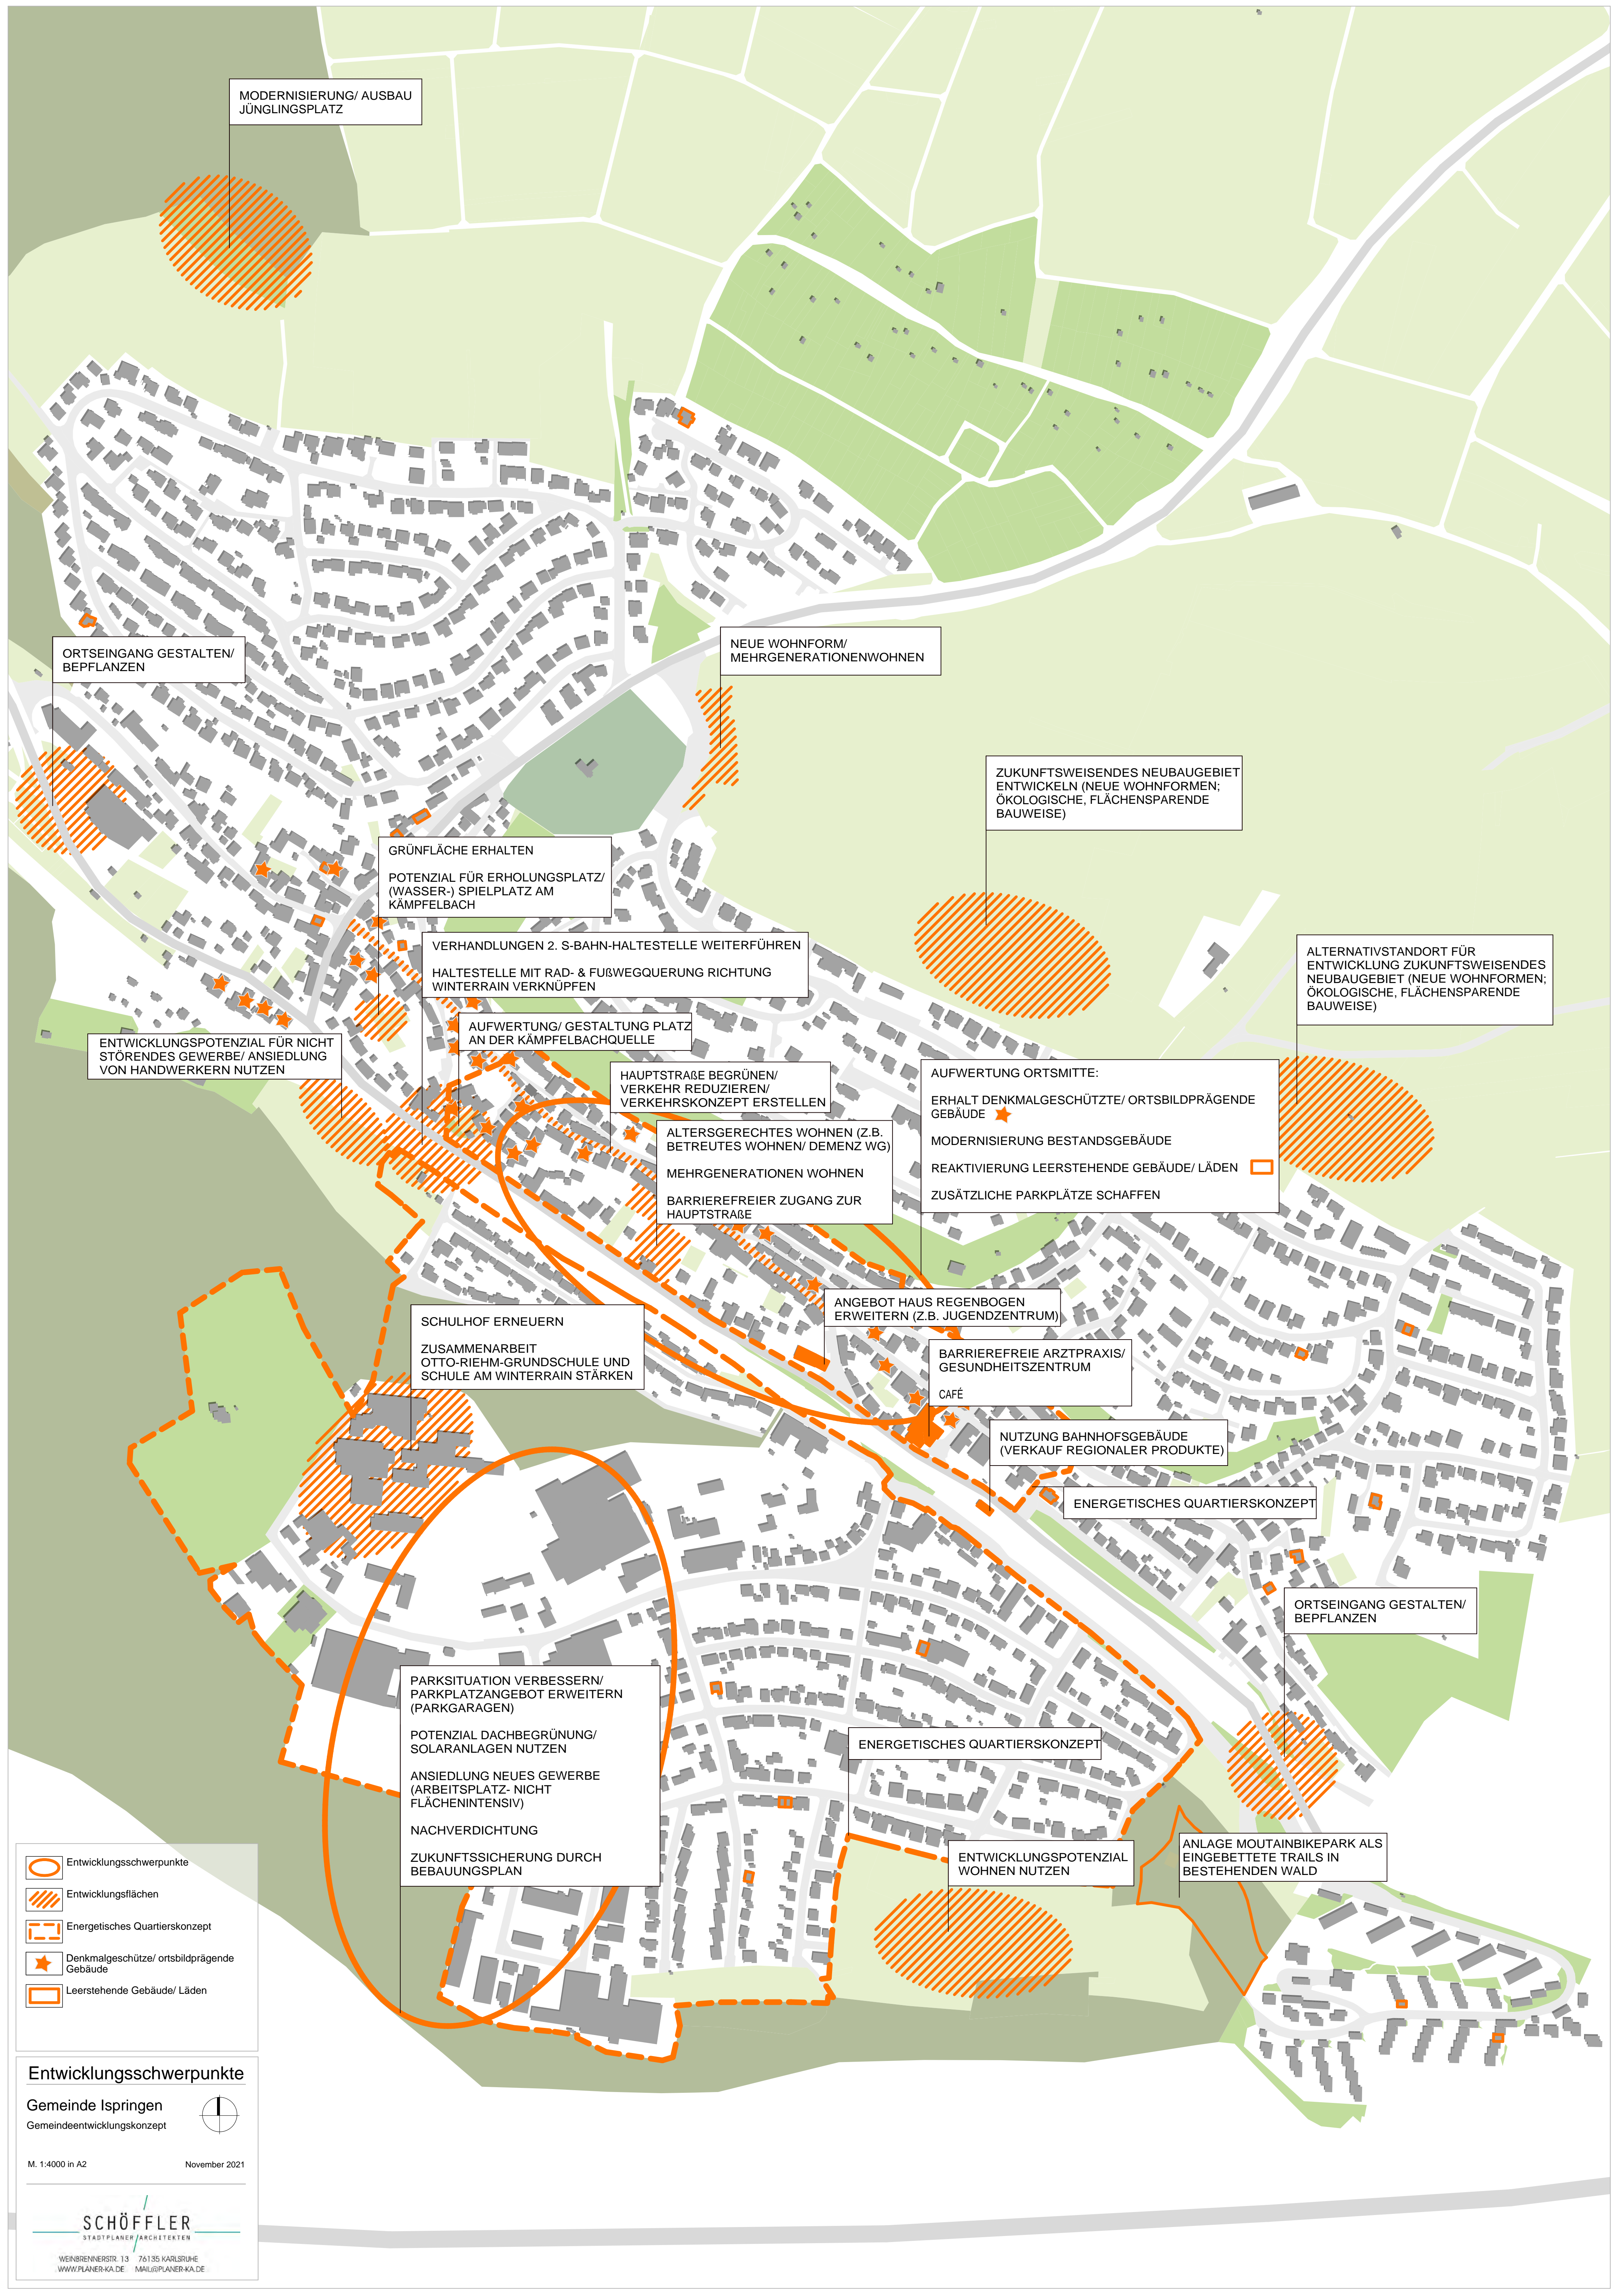 MODERNISIERUNG/ AUSBAU
JÜNGLINGSPLATZ
ORTSEINGANG GESTALTEN/
BEPFLANZEN
NEUE WOHNFORM/
MEHRGENERATIONENWOHNEN
ZUKUNFTSWEISENDES NEUBAUGEBIET
ENTWICKELN (NEUE WOHNFORMEN;
ÖKOLOGISCHE, FLÄCHENSPARENDE
BAUWEISE)
GRÜNFLÄCHE ERHALTEN
POTENZIAL FÜR ERHOLUNGSPLATZ/
(WASSER-) SPIELPLATZ AM
KÄMPFELBACH
VERHANDLUNGEN 2. S-BAHN-HALTESTELLE WEITERFÜHREN
HALTESTELLE MIT RAD- & FUßWEGQUERUNG RICHTUNG
WINTERRAIN VERKNÜPFEN
ALTERNATIVSTANDORT FÜR
ENTWICKLUNG ZUKUNFTSWEISENDES
NEUBAUGEBIET (NEUE WOHNFORMEN;
ÖKOLOGISCHE, FLÄCHENSPARENDE
BAUWEISE)
AUFWERTUNG/ GESTALTUNG PLATZ
AN DER KÄMPFELBACHQUELLE
ENTWICKLUNGSPOTENZIAL FÜR NICHT
STÖRENDES GEWERBE/ ANSIEDLUNG
VON HANDWERKERN NUTZEN
HAUPTSTRAßE BEGRÜNEN/
VERKEHR REDUZIEREN/
VERKEHRSKONZEPT ERSTELLEN
AUFWERTUNG ORTSMITTE:
ERHALT DENKMALGESCHÜTZTE/ ORTSBILDPRÄGENDE
GEBÄUDE
MODERNISIERUNG BESTANDSGEBÄUDE
REAKTIVIERUNG LEERSTEHENDE GEBÄUDE/ LÄDEN
ZUSÄTZLICHE PARKPLÄTZE SCHAFFEN
ALTERSGERECHTES WOHNEN (Z.B.
BETREUTES WOHNEN/ DEMENZ WG)
MEHRGENERATIONEN WOHNEN
BARRIEREFREIER ZUGANG ZUR
HAUPTSTRAßE
ANGEBOT HAUS REGENBOGEN
ERWEITERN (Z.B. JUGENDZENTRUM)
SCHULHOF ERNEUERN
ZUSAMMENARBEIT
OTTO-RIEHM-GRUNDSCHULE UND
SCHULE AM WINTERRAIN STÄRKEN
BARRIEREFREIE ARZTPRAXIS/
GESUNDHEITSZENTRUM
CAFÉ
NUTZUNG BAHNHOFSGEBÄUDE
(VERKAUF REGIONALER PRODUKTE)
ENERGETISCHES QUARTIERSKONZEPT
ORTSEINGANG GESTALTEN/
BEPFLANZEN
PARKSITUATION VERBESSERN/
PARKPLATZANGEBOT ERWEITERN
(PARKGARAGEN)
POTENZIAL DACHBEGRÜNUNG/
SOLARANLAGEN NUTZEN
ANSIEDLUNG NEUES GEWERBE
(ARBEITSPLATZ- NICHT
FLÄCHENINTENSIV)
NACHVERDICHTUNG
ZUKUNFTSSICHERUNG DURCH
BEBAUUNGSPLAN
ENERGETISCHES QUARTIERSKONZEPT
ENTWICKLUNGSPOTENZIAL
WOHNEN NUTZEN
ANLAGE MOUTAINBIKEPARK ALS
EINGEBETTETE TRAILS IN
BESTEHENDEN WALD
Entwicklungsschwerpunkte
Entwicklungsflächen
Energetisches Quartierskonzept
Denkmalgeschütze/ ortsbildprägende
Gebäude
Leerstehende Gebäude/ Läden
Entwicklungsschwerpunkte
Gemeinde Ispringen
Gemeindeentwicklungskonzept
M. 1:4000 in A2 November 2021
SCHÖFFLER
STADTPLANER/ARCHITEKTEN
WEINBRENNERSTR. 13 76135 KARLSRUHE
WWW.PLANER-KA.DE MAIL@PLANER-KA.DE